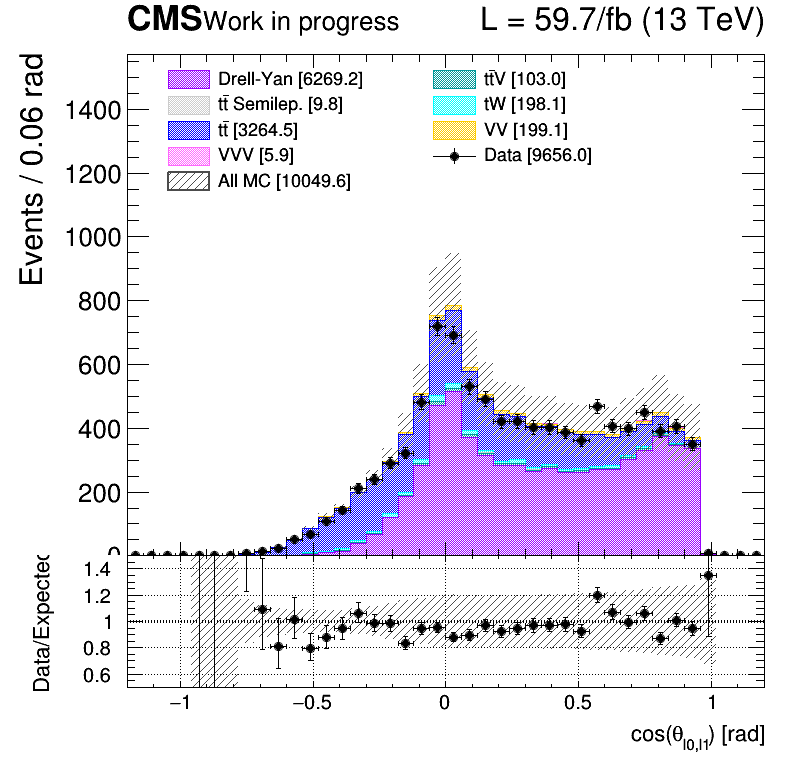 CMS Work in progress L = 59.7/fb (13 TeV)
Events / 0.06 rad
Drell-Yan [6269.2]
tt̄ Semilep. [9.8]
tt̄ [3264.5]
VVV [5.9]
All MC [10049.6]
tt̄V [103.0]
tW [198.1]
VV [199.1]
Data [9656.0]
1400
1200
1000
800
600
400
200
0
Data/Expected
1.4
1.2
1
0.8
0.6
−1 −0.5 0 0.5 1
cos(θl0,l1) [rad]